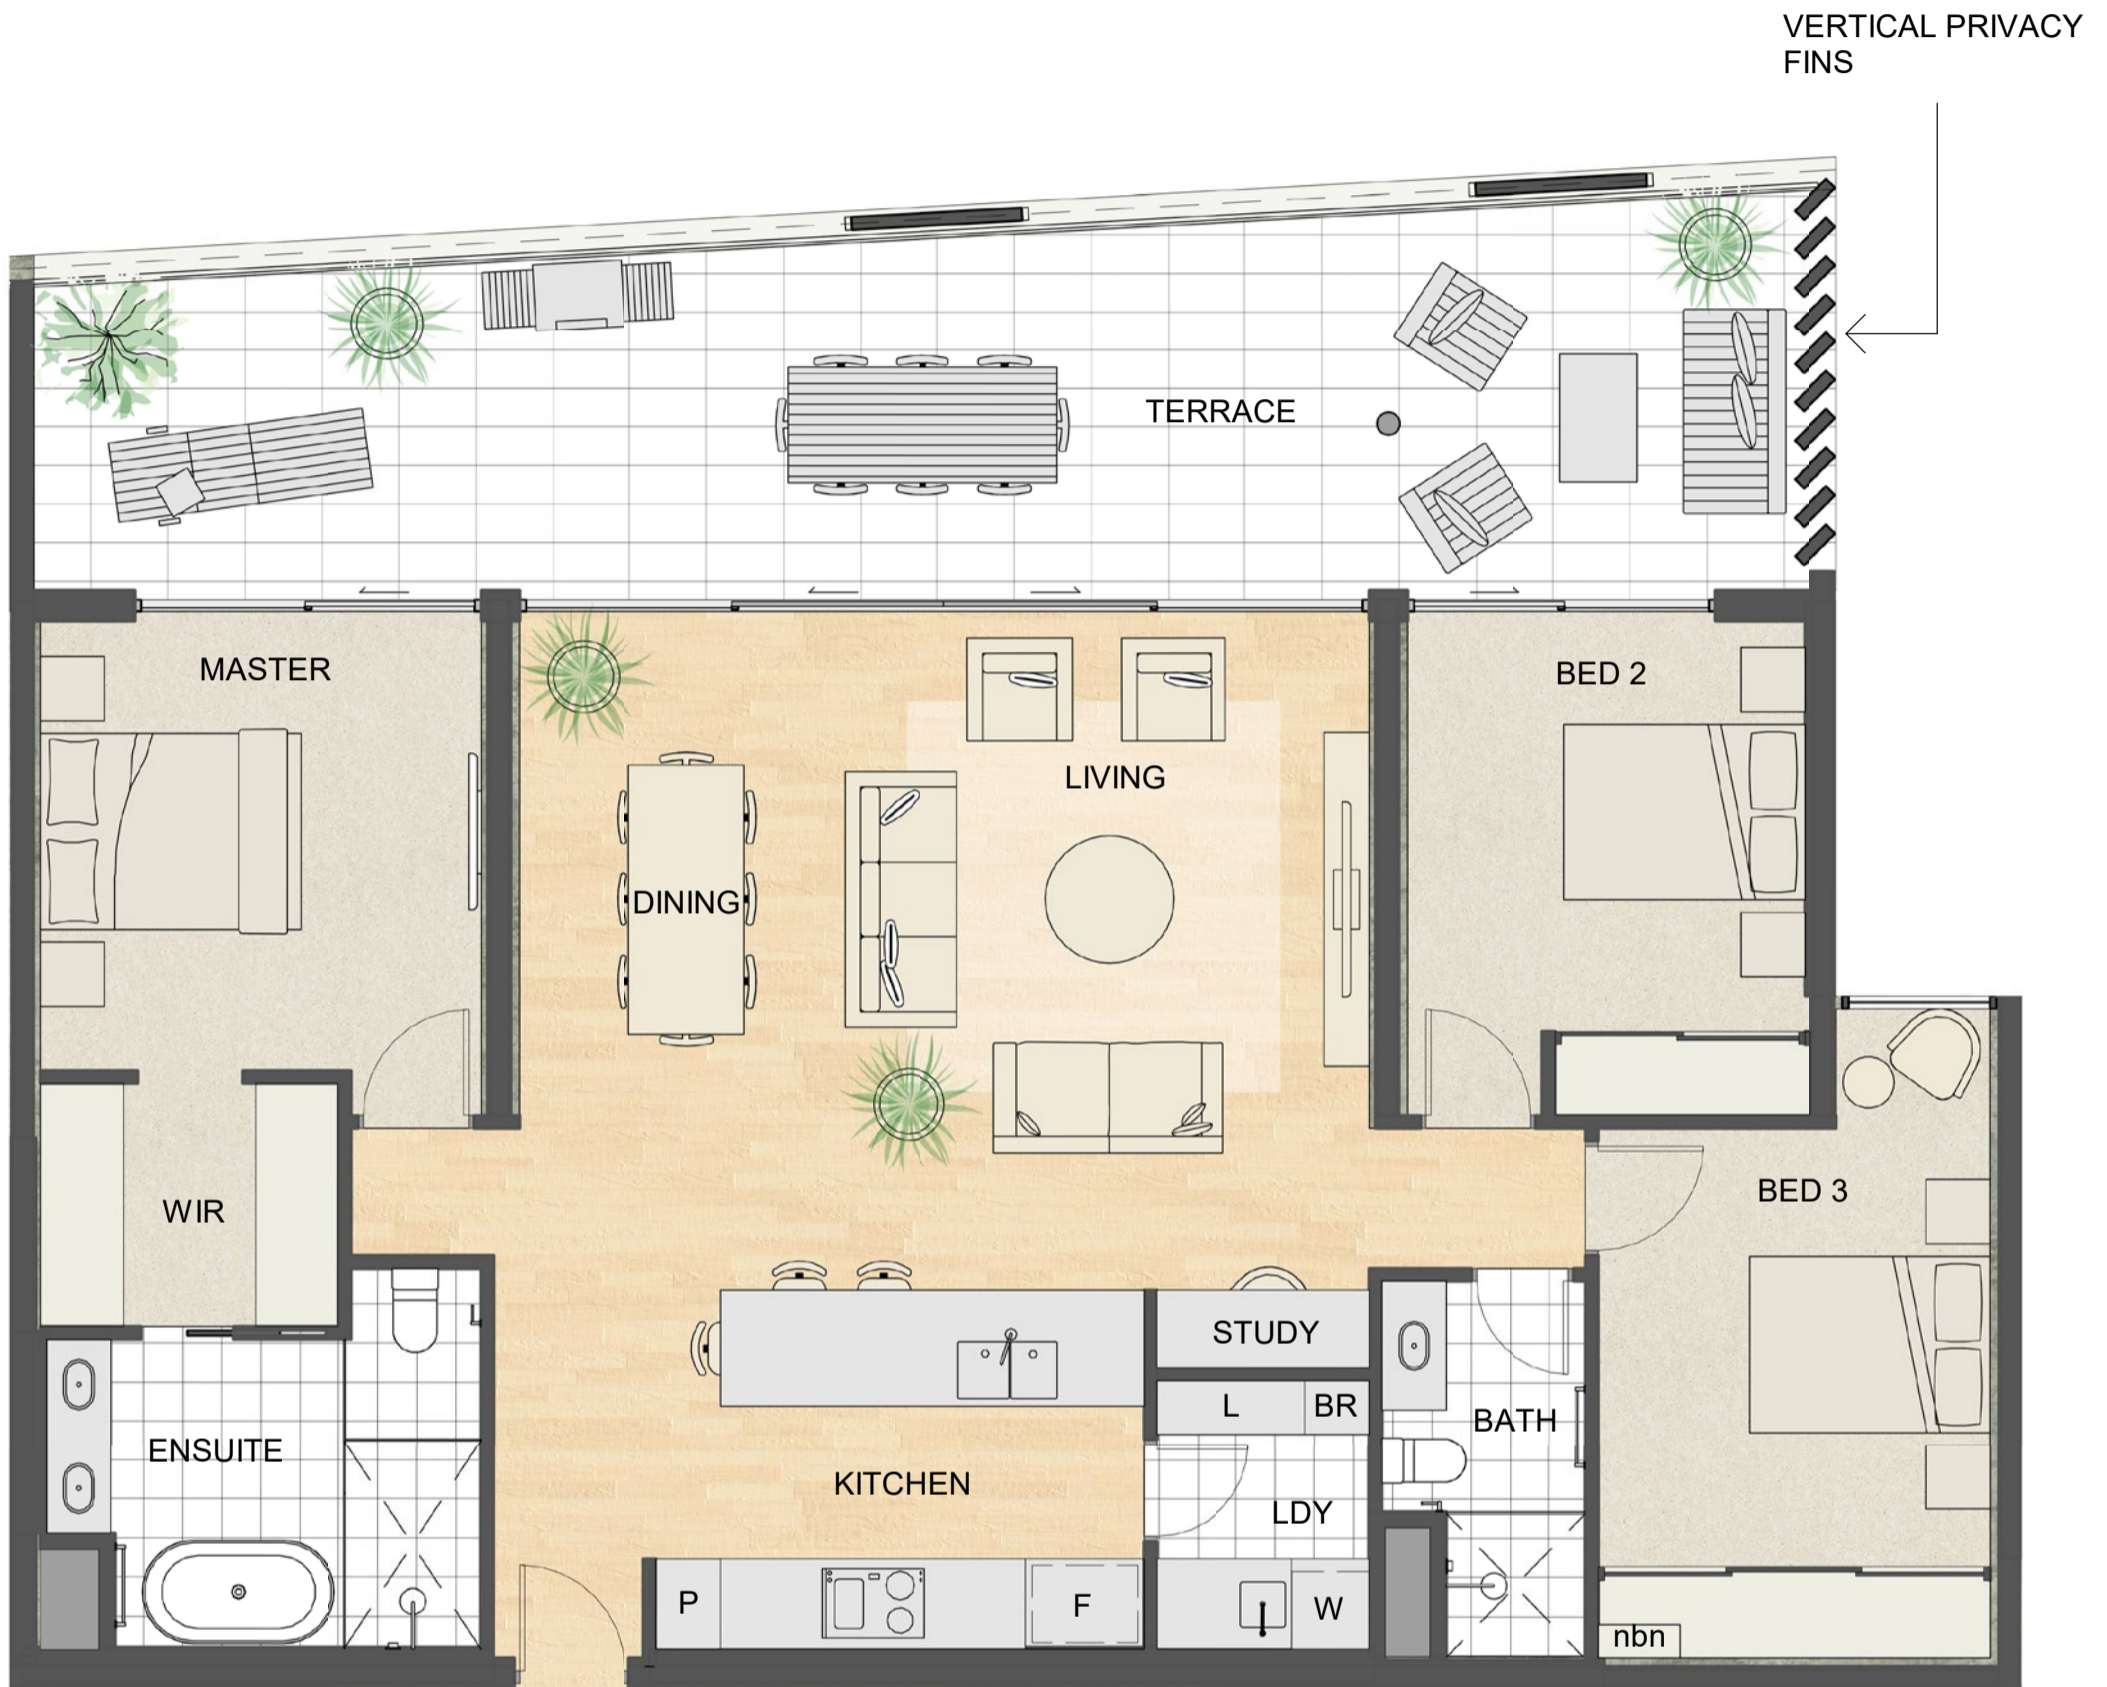 VERTICAL PRIVACY
FINS
TERRACE
MASTER
BED 2
LIVING
DINING
BED 3
WIR
STUDY
L
BR
BATH
ENSUITE
KITCHEN
LDY
P
F
W
nbn